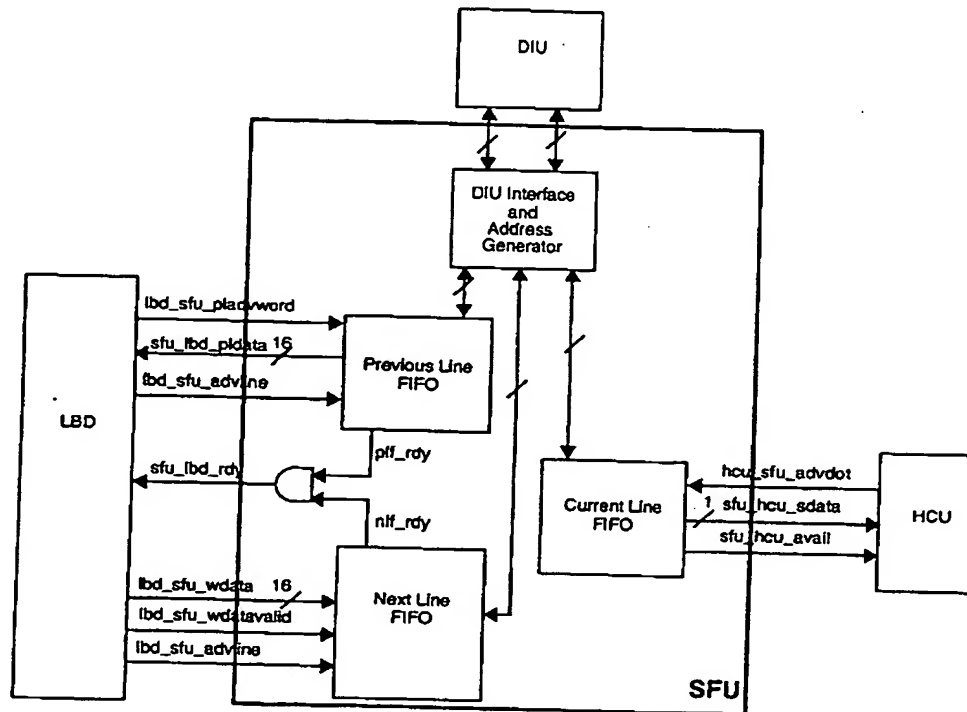 DIU
DIU Interface
and
Address
Generator
lbd_sfu_pladvword
sfu_lbd_pldata 16
lbd_sfu_advline
Previous Line
FIFO
LBD
plf_rdy
sfu_lbd_rdy
nlf_rdy
hcu_sfu_advdot
1 sfu_hcu_sdata
sfu_hcu_avail
Current Line
FIFO
HCU
lbd_sfu_wdata 16
lbd_sfu_wdatavalid
lbd_sfu_advline
Next Line
FIFO
SFU